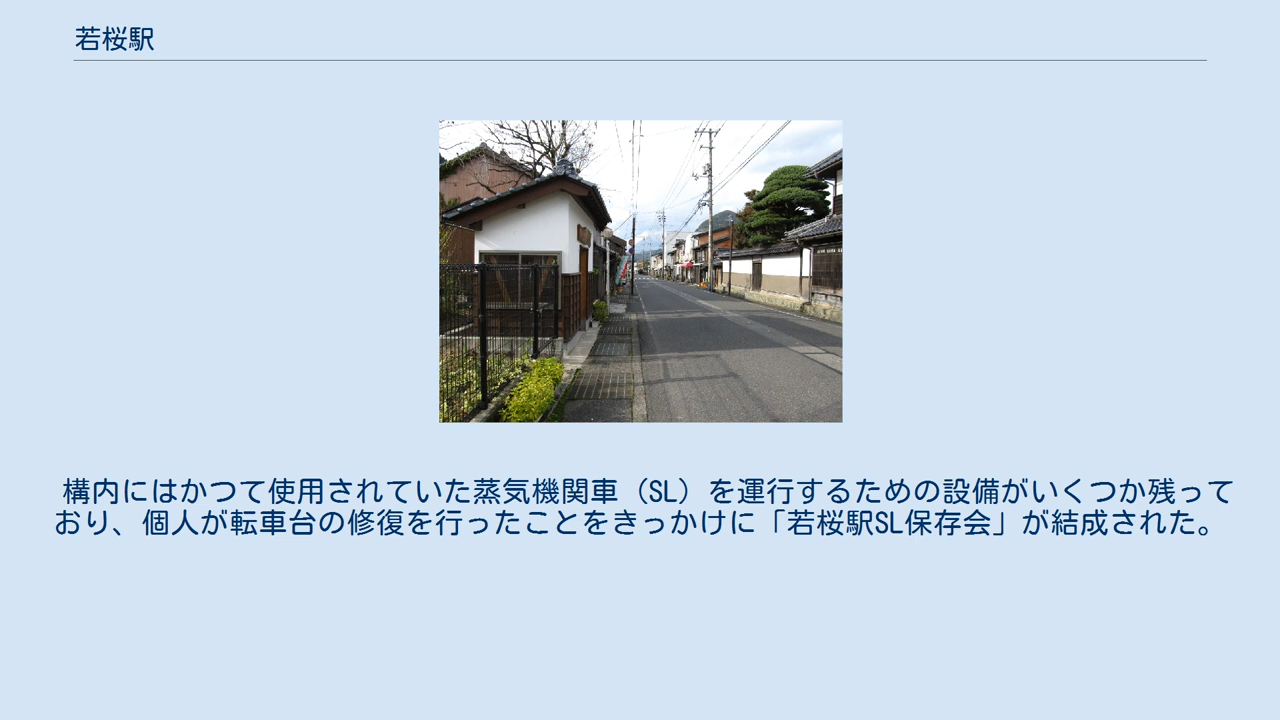 若桜駅
構内にはかつて使用されていた蒸気機関車（SL）を運行するための設備がいくつか残って
おり、個人が転車台の修復を行ったことをきっかけに「若桜駅SL保存会」が結成された。